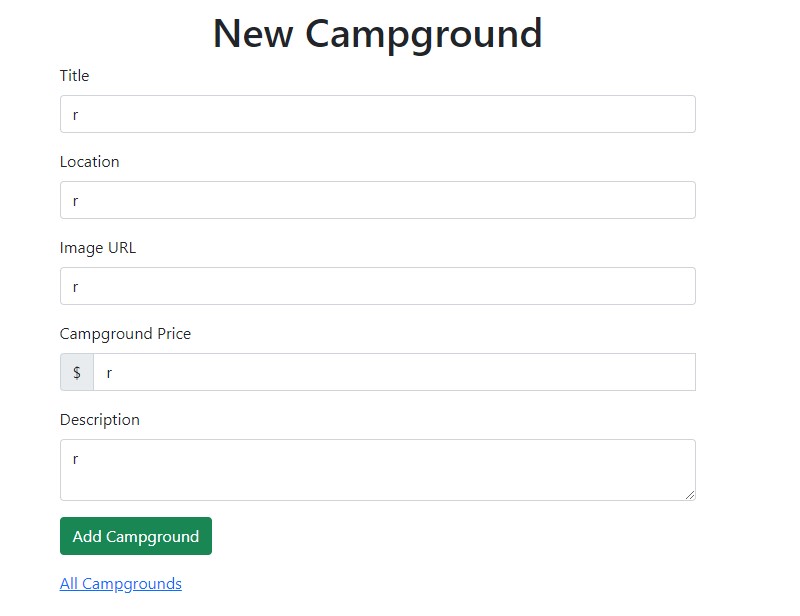 New Campground
Title
r
Location
r
Image URL
r
Campground Price
$ r
Description
r
Add Campground
All Campgrounds